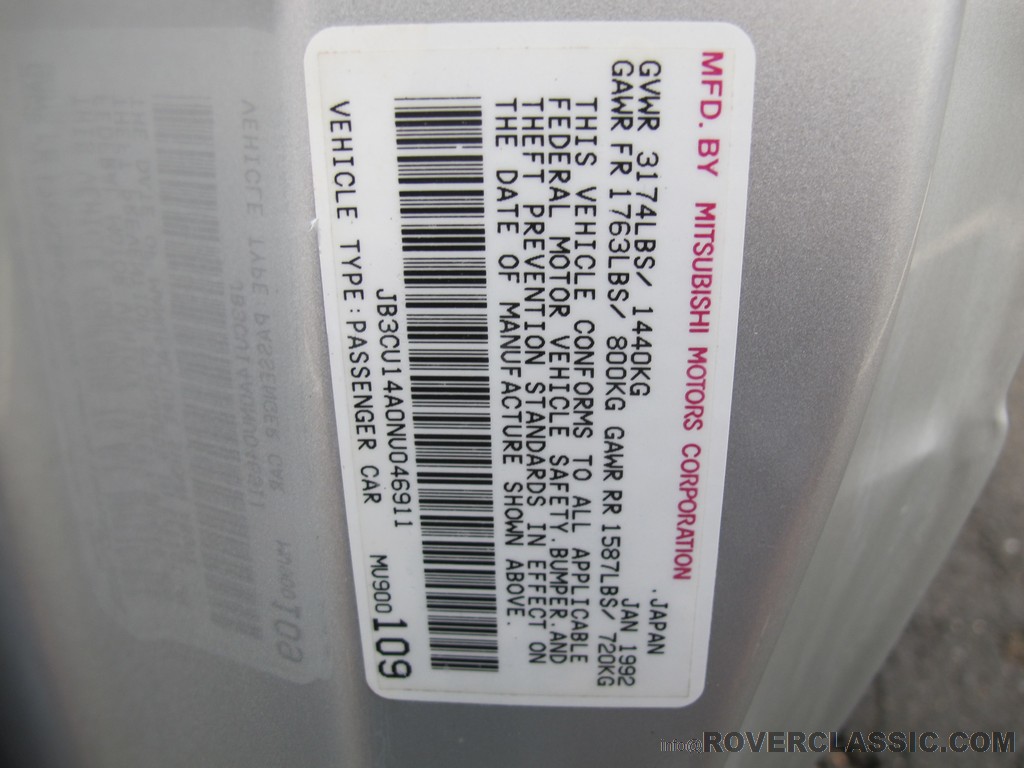 MFD. BY MITSUBISHI MOTORS CORPORATION .JAPAN
GVWR 3174LBS/ 1440KG JAN 1992
GAWR FR 1763LBS/ 800KG GAWR RR 1587LBS/ 720KG
THIS VEHICLE CONFORMS TO ALL APPLICABLE
FEDERAL MOTOR VEHICLE SAFETY.BUMPER.AND
THEFT PREVENTION STANDARDS IN EFFECT ON
THE DATE OF MANUFACTURE SHOWN ABOVE.
JB3CU14A0NU046911 MU900109
VEHICLE TYPE:PASSENGER CAR
info@ROVERCLASSIC.COM